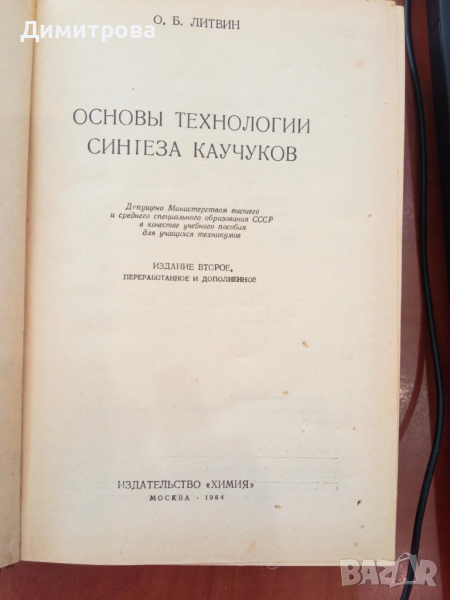 Димитрова
О. Б. ЛИТВИН
ОСНОВЫ ТЕХНОЛОГИИ
СИНТЕЗА КАУЧУКОВ
Допущено Министерством высшего
и среднего специального образования СССР
в качестве учебного пособия
для учащихся техникумов
ИЗДАНИЕ ВТОРОЕ,
ПЕРЕРАБОТАННОЕ И ДОПОЛНЕННОЕ
ИЗДАТЕЛЬСТВО «ХИМИЯ»
МОСКВА · 1964
BAZAR